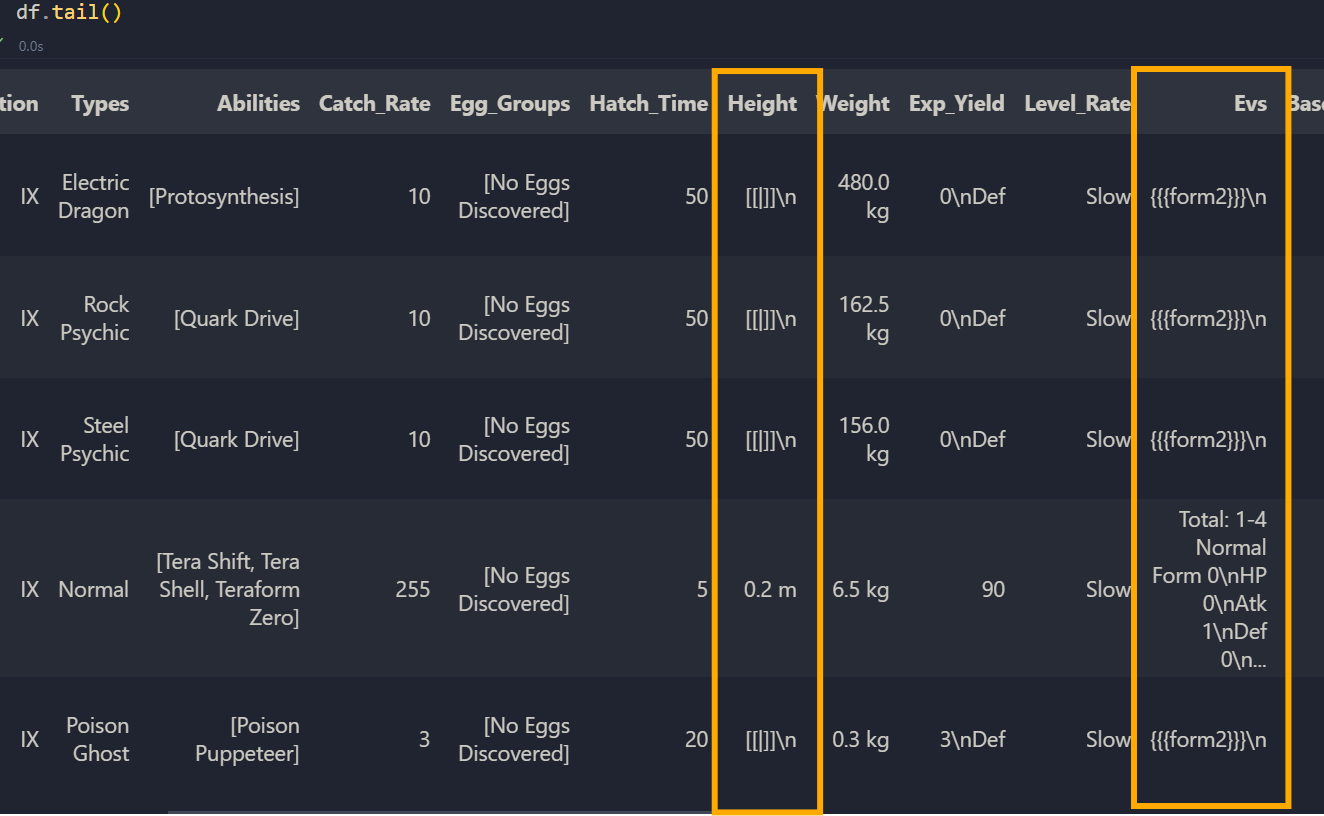 df.tail()
0.0s
tion Types Abilities Catch_Rate Egg_Groups Hatch_Time Height Weight Exp_Yield Level_Rate Evs Base
IX Electric Dragon [Protosynthesis] 10 [No Eggs Discovered] 50 [[|]]\n 480.0 kg 0\nDef Slow {{{form2}}}\n
IX Rock Psychic [Quark Drive] 10 [No Eggs Discovered] 50 [[|]]\n 162.5 kg 0\nDef Slow {{{form2}}}\n
IX Steel Psychic [Quark Drive] 10 [No Eggs Discovered] 50 [[|]]\n 156.0 kg 0\nDef Slow {{{form2}}}\n
IX Normal [Tera Shift, Tera Shell, Teraform Zero] 255 [No Eggs Discovered] 5 0.2 m 6.5 kg 90 Slow Total: 1-4 Normal Form 0\nHP 0\nAtk 1\nDef 0\n...
IX Poison Ghost [Poison Puppeteer] 3 [No Eggs Discovered] 20 [[|]]\n 0.3 kg 3\nDef Slow {{{form2}}}\n